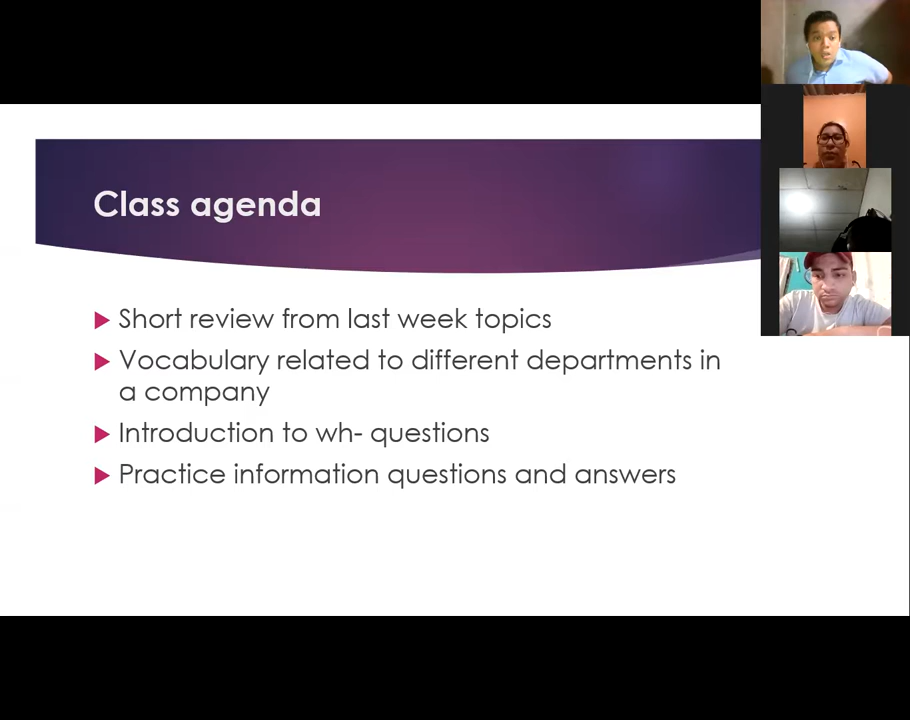 Class agenda
Short review from last week topics
Vocabulary related to different departments in
a company
Introduction to wh- questions
Practice information questions and answers